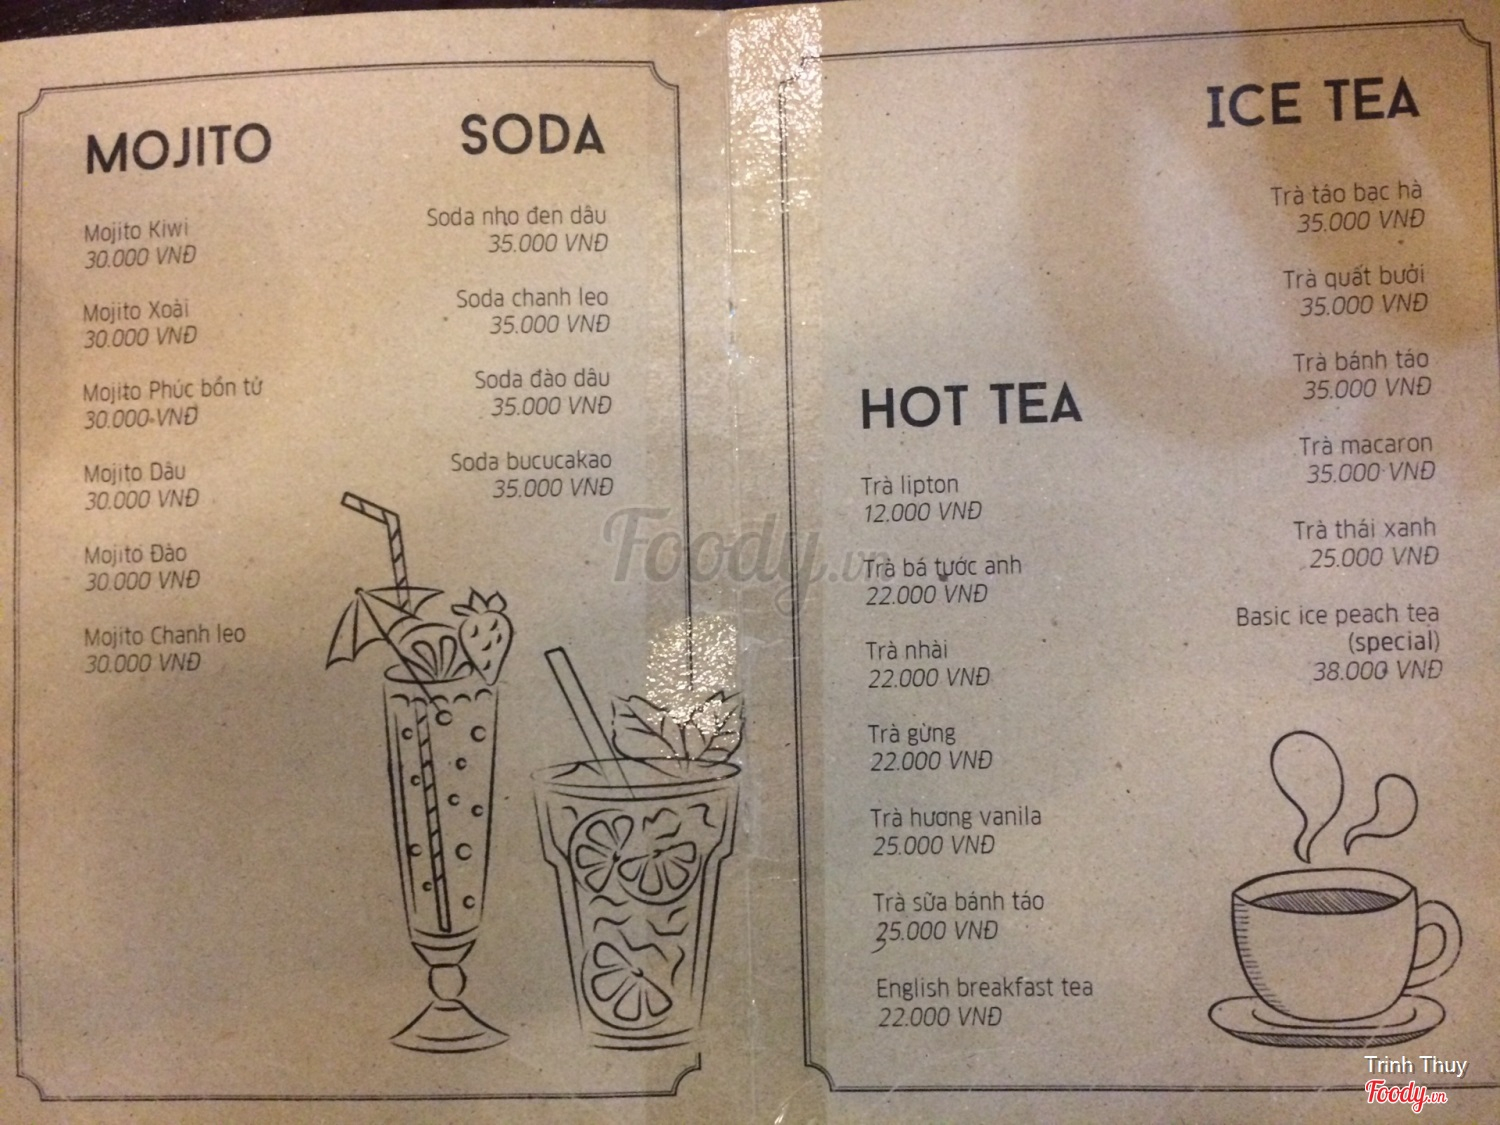 MOJITO
Mojito Kiwi
30.000 VNĐ
Mojito Xoài
30.000 VNĐ
Mojito Phúc bồn tử
30.000 VNĐ
Mojito Dâu
30.000 VNĐ
Mojito Đào
30.000 VNĐ
Mojito Chanh leo
30.000 VNĐ
SODA
Soda nho đen dâu
35.000 VNĐ
Soda chanh leo
35.000 VNĐ
Soda đào dâu
35.000 VNĐ
Soda bucucakao
35.000 VNĐ
HOT TEA
Trà lipton
12.000 VNĐ
Trà bá tước anh
22.000 VNĐ
Trà nhài
22.000 VNĐ
Trà gừng
22.000 VNĐ
Trà hương vanila
25.000 VNĐ
Trà sữa bánh táo
25.000 VNĐ
English breakfast tea
22.000 VNĐ
ICE TEA
Trà táo bạc hà
35.000 VNĐ
Trà quất bưởi
35.000 VNĐ
Trà bánh táo
35.000 VNĐ
Trà macaron
35.000 VNĐ
Trà thái xanh
25.000 VNĐ
Basic ice peach tea
(special)
38.000 VNĐ
Foody.vn
Trinh Thuy
Foody.vn